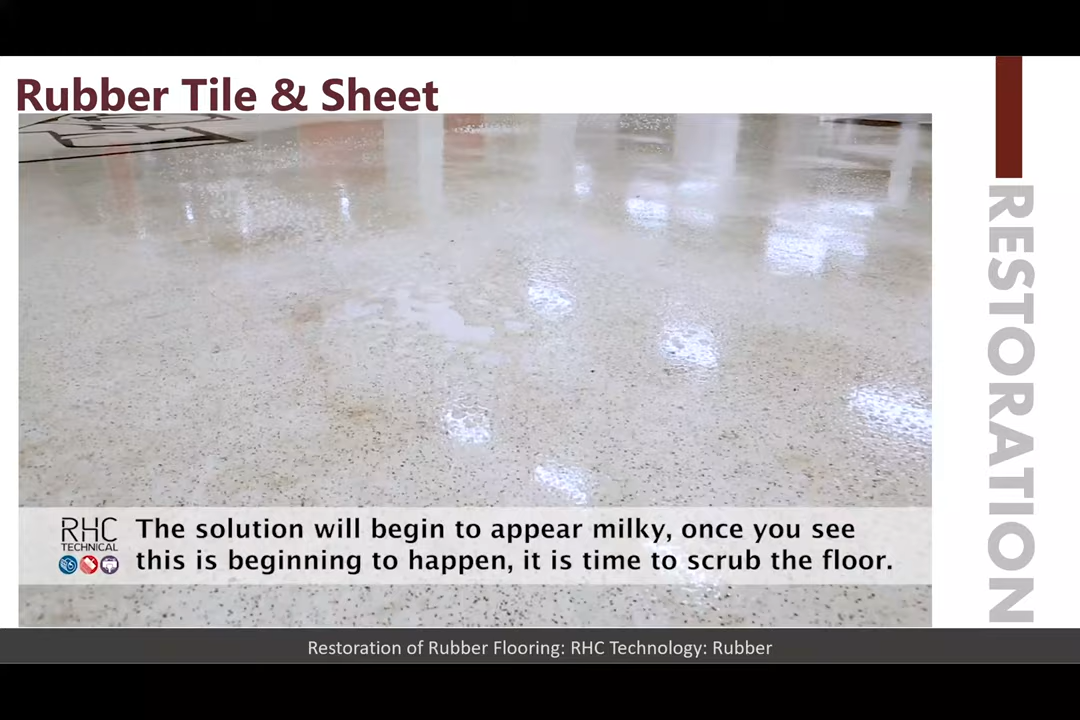 Rubber Tile & Sheet
RESTORATION
RHC
TECHNICAL
The solution will begin to appear milky, once you see
this is beginning to happen, it is time to scrub the floor.
Restoration of Rubber Flooring: RHC Technology: Rubber